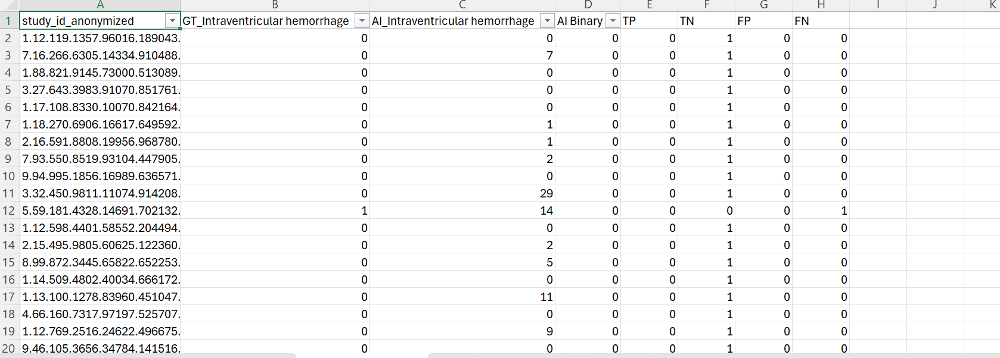 A B C D E F G H I J K
1 study_id_anonymized GT_Intraventricular hemorrhage AI_Intraventricular hemorrhage AI Binary TP TN FP FN
2 1.12.119.1357.96016.189043. 0 0 0 0 1 0 0
3 7.16.266.6305.14334.910488. 0 7 0 0 1 0 0
4 1.88.821.9145.73000.513089. 0 0 0 0 1 0 0
5 3.27.643.3983.91070.851761. 0 0 0 0 1 0 0
6 1.17.108.8330.10070.842164. 0 0 0 0 1 0 0
7 1.18.270.6906.16617.649592. 0 1 0 0 1 0 0
8 2.16.591.8808.19956.968780. 0 1 0 0 1 0 0
9 7.93.550.8519.93104.447905. 0 2 0 0 1 0 0
10 9.94.995.1856.16989.636571. 0 0 0 0 1 0 0
11 3.32.450.9811.11074.914208. 0 29 0 0 1 0 0
12 5.59.181.4328.14691.702132. 1 14 0 0 0 0 1
13 1.12.598.4401.58552.204494. 0 0 0 0 1 0 0
14 2.15.495.9805.60625.122360. 0 2 0 0 1 0 0
15 8.99.872.3445.65822.652253. 0 5 0 0 1 0 0
16 1.14.509.4802.40034.666172. 0 0 0 0 1 0 0
17 1.13.100.1278.83960.451047. 0 11 0 0 1 0 0
18 4.66.160.7317.97197.525707. 0 0 0 0 1 0 0
19 1.12.769.2516.24622.496675. 0 9 0 0 1 0 0
20 9.46.105.3656.34784.141516. 0 0 0 0 1 0 0